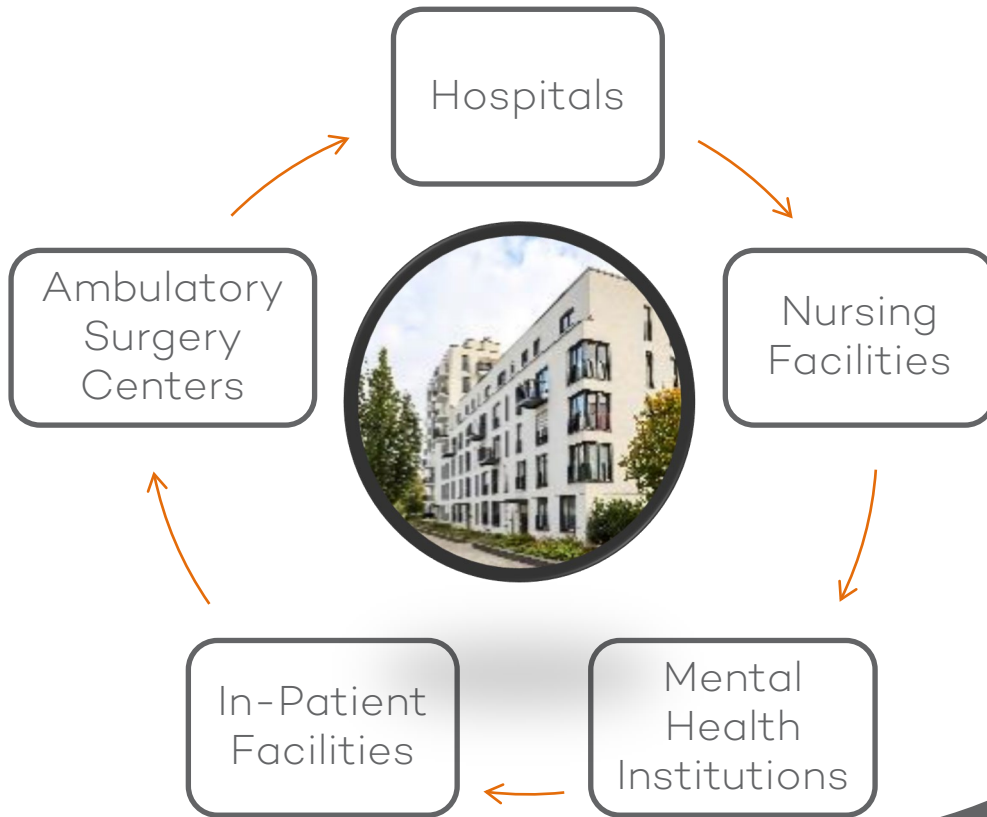 Hospitals
Ambulatory
Surgery
Centers
Nursing
Facilities
In-Patient
Facilities
Mental
Health
Institutions